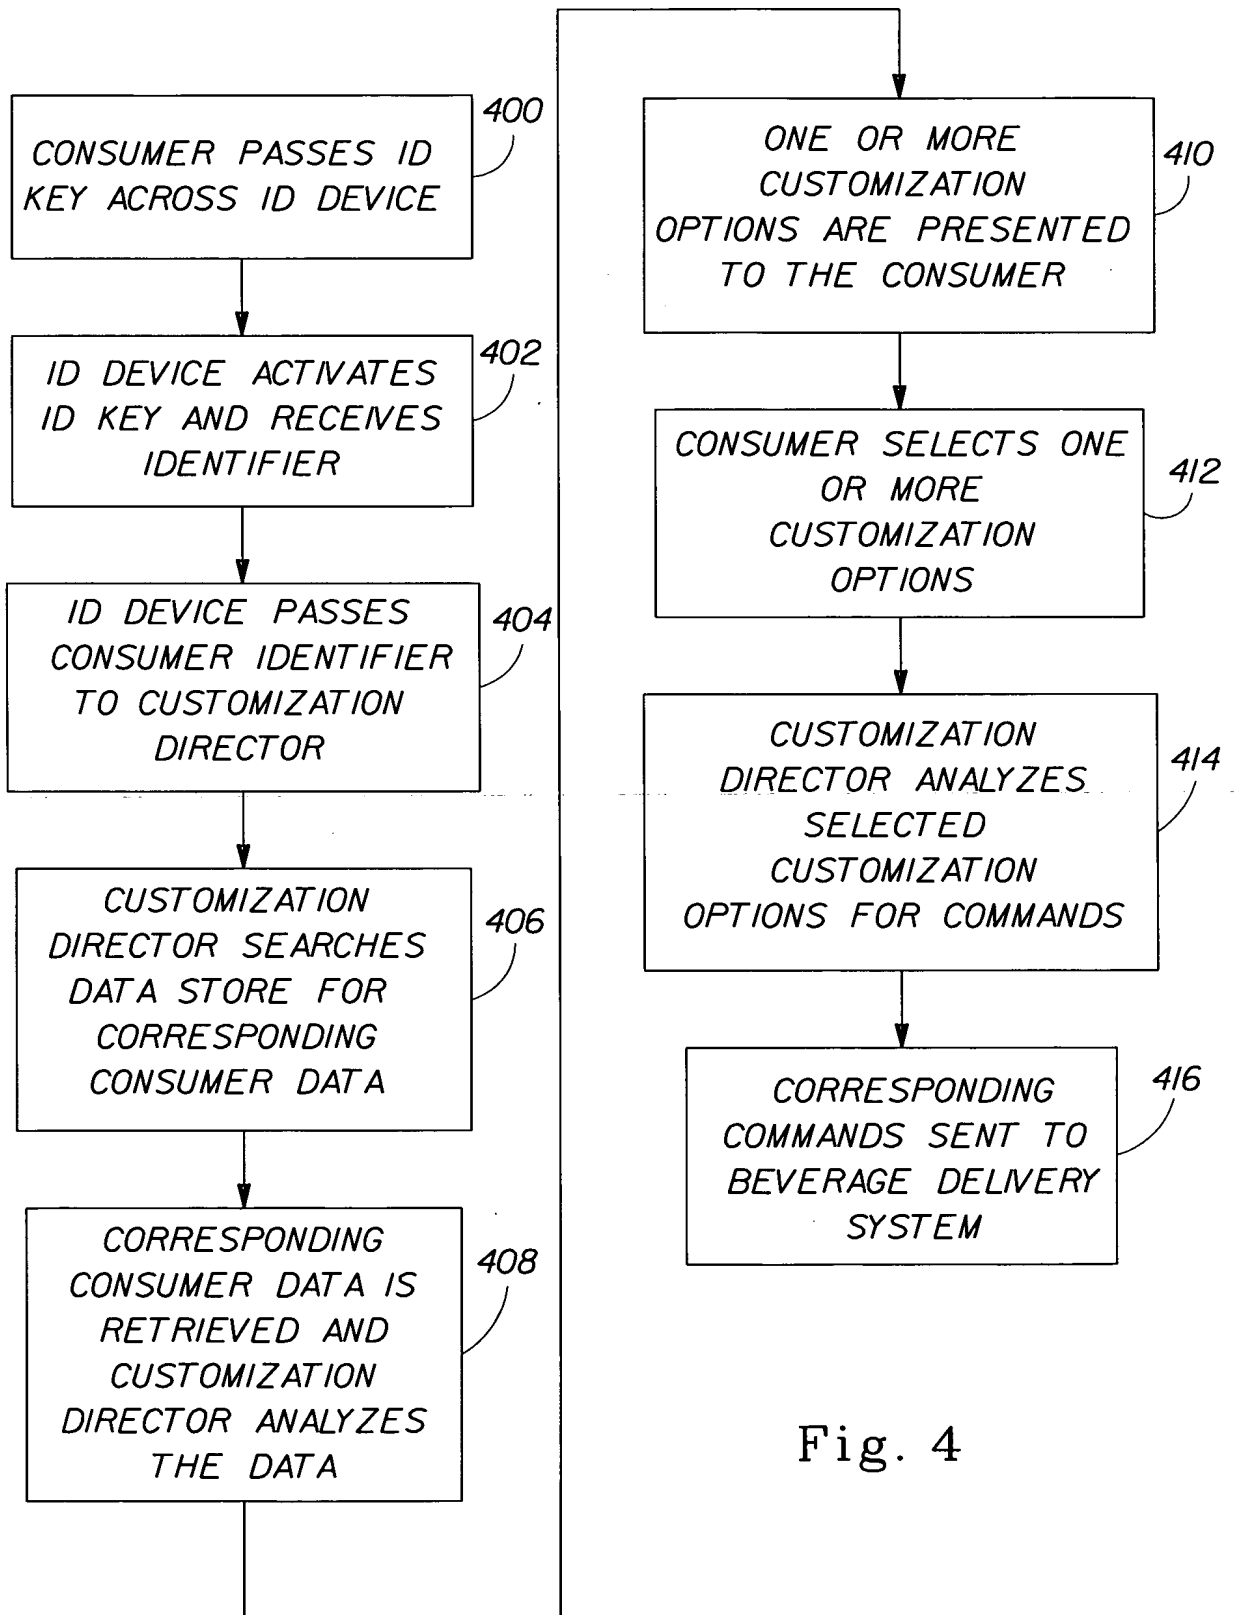 400
CONSUMER PASSES ID
KEY ACROSS ID DEVICE
402
ID DEVICE ACTIVATES
ID KEY AND RECEIVES
IDENTIFIER
404
ID DEVICE PASSES
CONSUMER IDENTIFIER
TO CUSTOMIZATION
DIRECTOR
406
CUSTOMIZATION
DIRECTOR SEARCHES
DATA STORE FOR
CORRESPONDING
CONSUMER DATA
408
CORRESPONDING
CONSUMER DATA IS
RETRIEVED AND
CUSTOMIZATION
DIRECTOR ANALYZES
THE DATA
410
ONE OR MORE
CUSTOMIZATION
OPTIONS ARE PRESENTED
TO THE CONSUMER
412
CONSUMER SELECTS ONE
OR MORE
CUSTOMIZATION
OPTIONS
414
CUSTOMIZATION
DIRECTOR ANALYZES
SELECTED
CUSTOMIZATION
OPTIONS FOR COMMANDS
416
CORRESPONDING
COMMANDS SENT TO
BEVERAGE DELIVERY
SYSTEM
Fig. 4